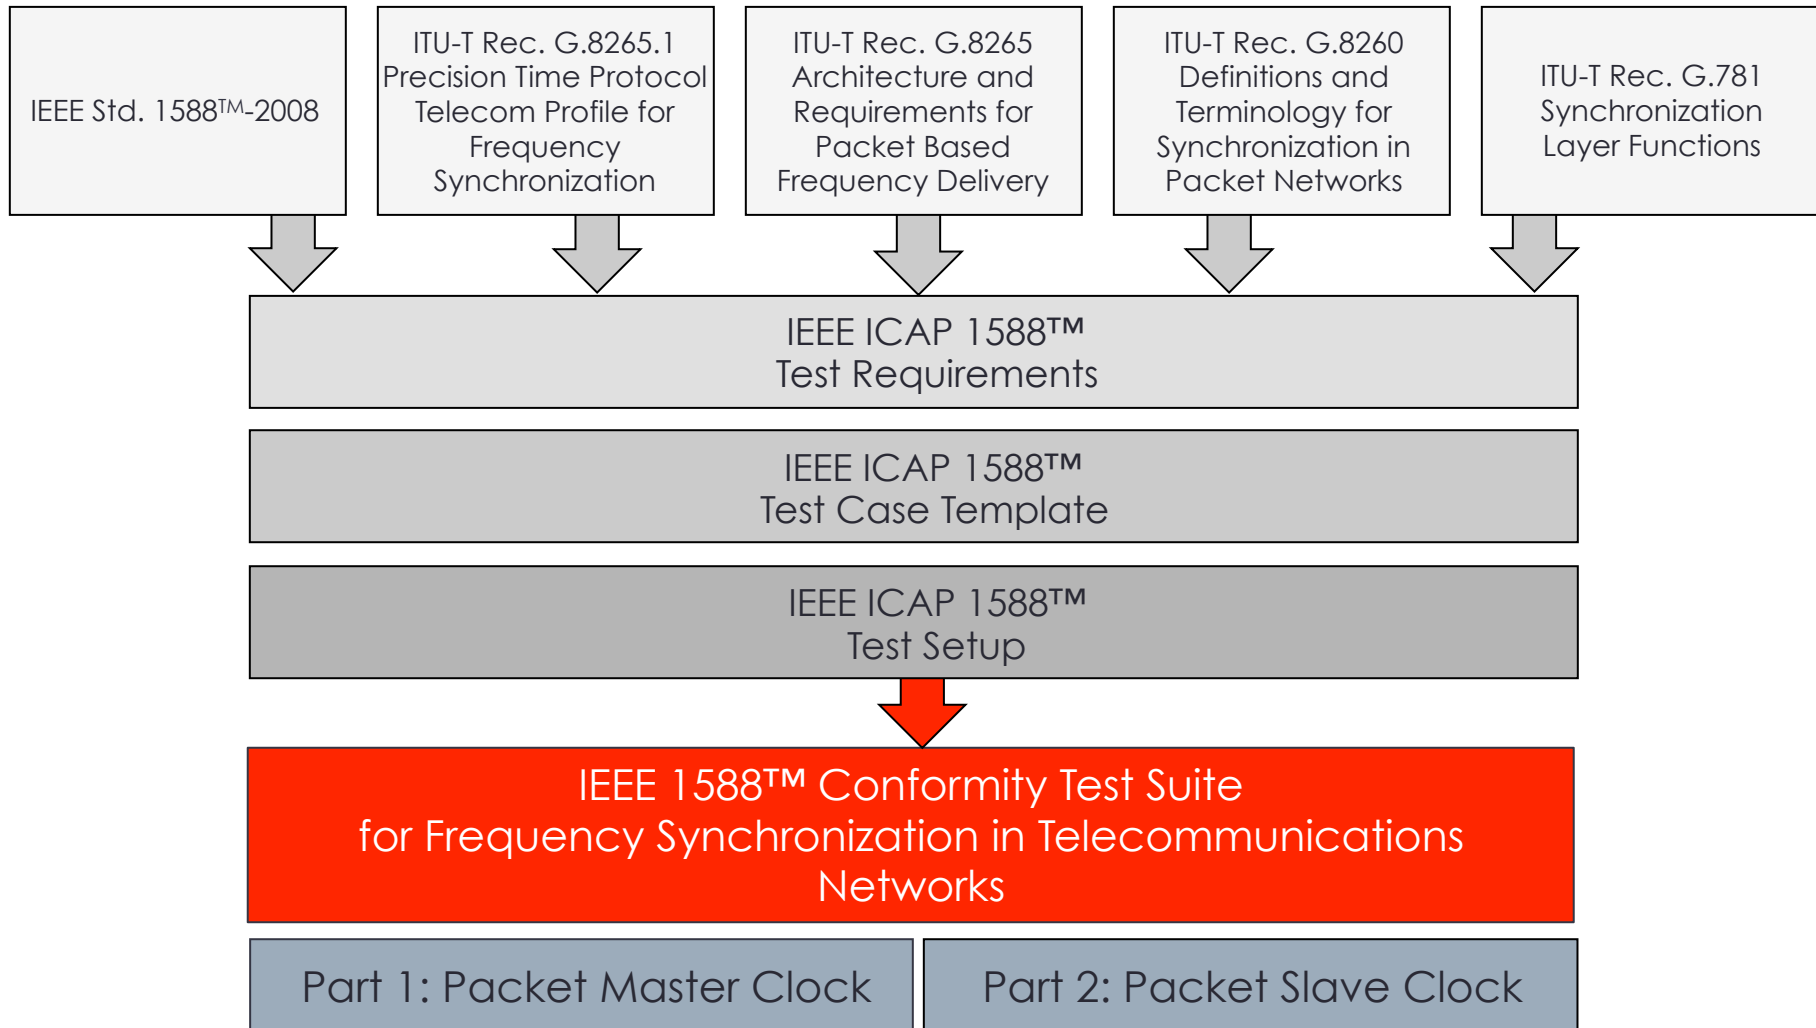 IEEE Std. 1588™-2008
ITU-T Rec. G.8265.1
Precision Time Protocol
Telecom Profile for
Frequency
Synchronization
ITU-T Rec. G.8265
Architecture and
Requirements for
Packet Based
Frequency Delivery
ITU-T Rec. G.8260
Definitions and
Terminology for
Synchronization in
Packet Networks
ITU-T Rec. G.781
Synchronization
Layer Functions
IEEE ICAP 1588™
Test Requirements
IEEE ICAP 1588™
Test Case Template
IEEE ICAP 1588™
Test Setup
IEEE 1588™ Conformity Test Suite
for Frequency Synchronization in Telecommunications
Networks
Part 1: Packet Master Clock
Part 2: Packet Slave Clock